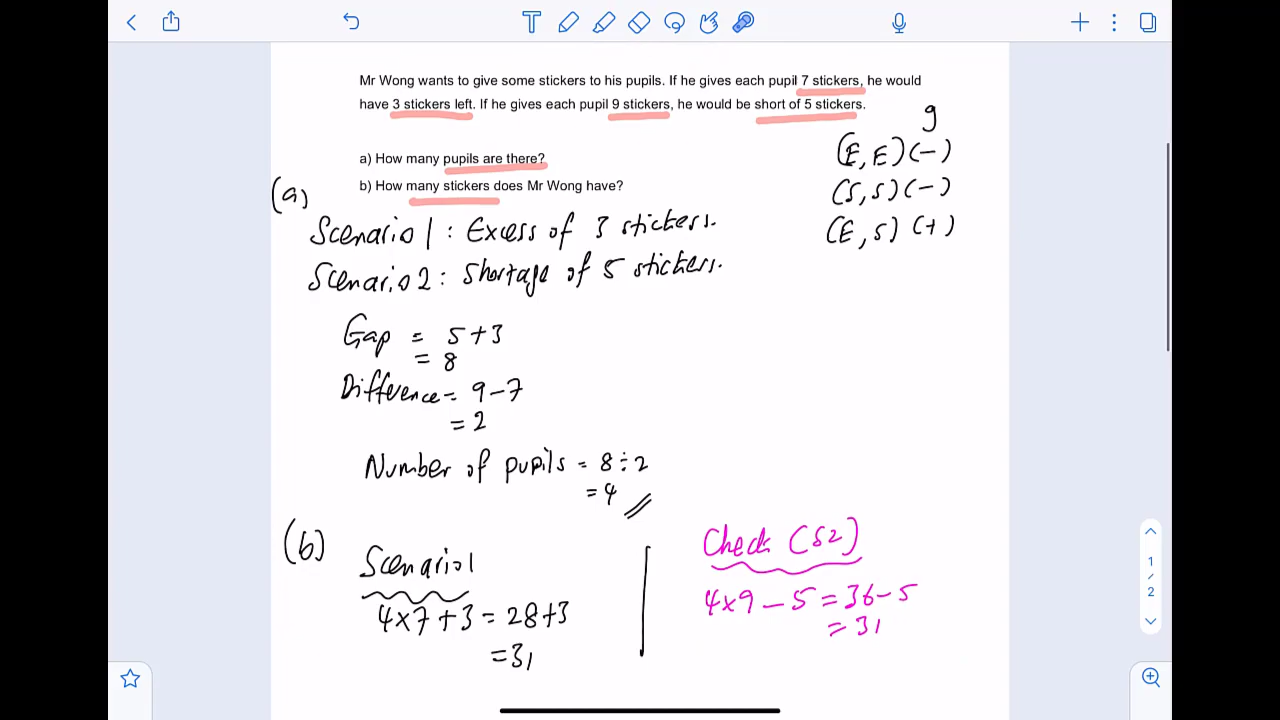 Mr Wong wants to give some stickers to his pupils. If he gives each pupil 7 stickers, he would
have 3 stickers left. If he gives each pupil 9 stickers, he would be short of 5 stickers.
g
(E, E) (-)
(S, S) (-)
(E, S) (+)
a) How many pupils are there?
b) How many stickers does Mr Wong have?
(a)
Scenario 1 : Excess of 3 stickers.
Scenario 2 : Shortage of 5 stickers.
Gap = 5+3
= 8
Difference = 9-7
= 2
Number of pupils = 8÷2
= 4
(b)
Scenario 1
4×7+3 = 28+3
=31
Check (S2)
4×9-5=36-5
= 31
1
/
2